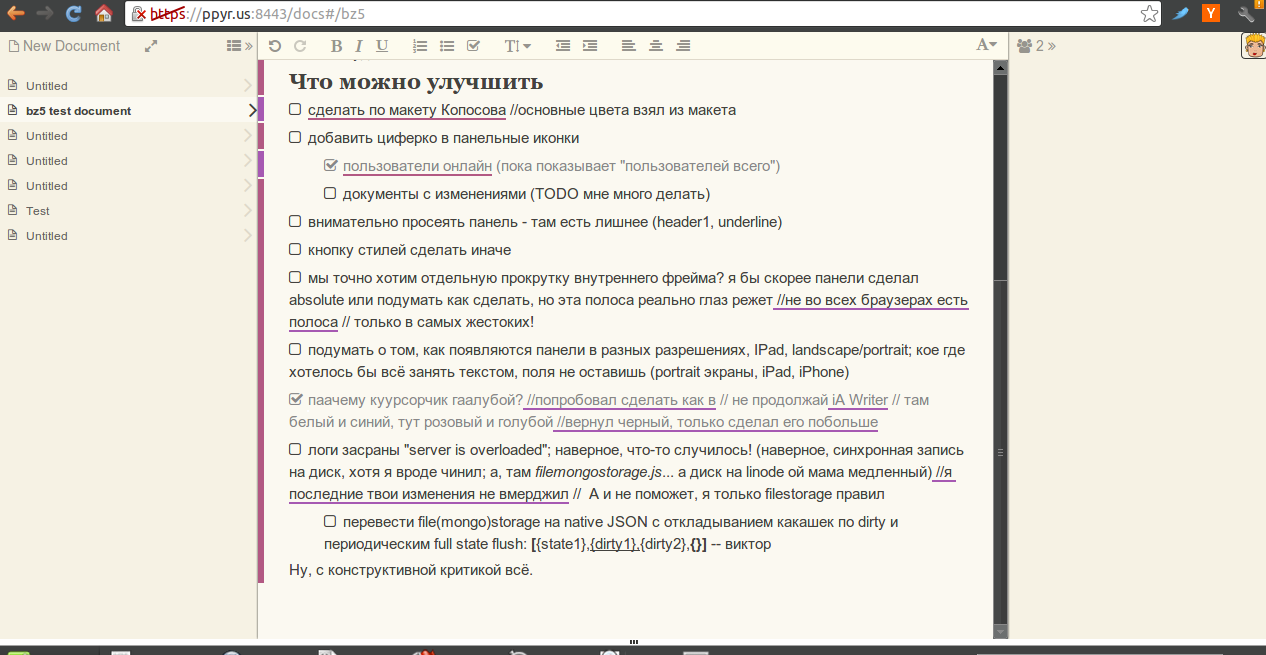 https://ppyr.us:8443/docs#/bz5
New Document
B I U
T
A
2 »
Untitled
bz5 test document
Untitled
Untitled
Untitled
Test
Untitled
Что можно улучшить
сделать по макету Копосова //основные цвета взял из макета
добавить циферко в панельные иконки
пользователи онлайн (пока показывает "пользователей всего")
документы с изменениями (TODO мне много делать)
внимательно просеять панель - там есть лишнее (header1, underline)
кнопку стилей сделать иначе
мы точно хотим отдельную прокрутку внутреннего фрейма? я бы скорее панели сделал
absolute или подумать как сделать, но эта полоса реально глаз режет //не во всех браузерах есть
полоса // только в самых жестоких!
подумать о том, как появляются панели в разных разрешениях, IPad, landscape/portrait; кое где
хотелось бы всё занять текстом, поля не оставишь (portrait экраны, iPad, iPhone)
паачему куурсорчик гаалубой? //попробовал сделать как в // не продолжай iA Writer // там
белый и синий, тут розовый и голубой //вернул черный, только сделал его побольше
логи засраны "server is overloaded"; наверное, что-то случилось! (наверное, синхронная запись
на диск, хотя я вроде чинил; а, там filemongostorage.js... а диск на linode ой мама медленный) //я
последние твои изменения не вмерджил // А и не поможет, я только filestorage правил
перевести file(mongo)storage на native JSON с откладыванием какашек по dirty и
периодическим full state flush: [{state1},{dirty1},{dirty2},{}] -- виктор
Ну, с конструктивной критикой всё.